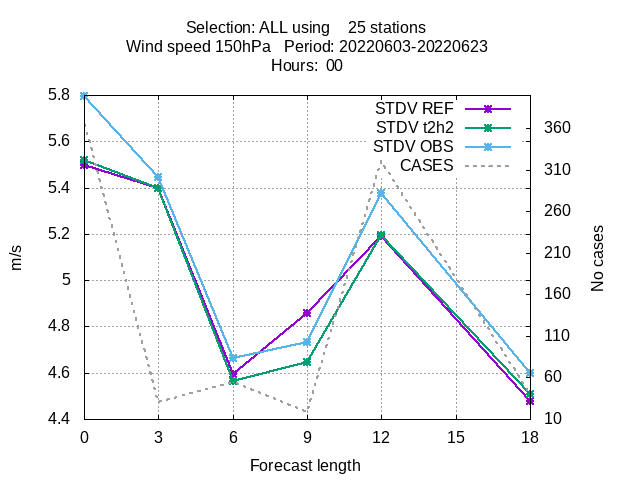 Selection: ALL using 25 stations
Wind speed 150hPa Period: 20220603-20220623
Hours: 00
STDV REF
STDV t2h2
STDV OBS
CASES
5.8
5.6
5.4
5.2
5
4.8
4.6
4.4
360
310
260
210
160
110
60
10
m/s
No cases
0 3 6 9 12 15 18
Forecast length